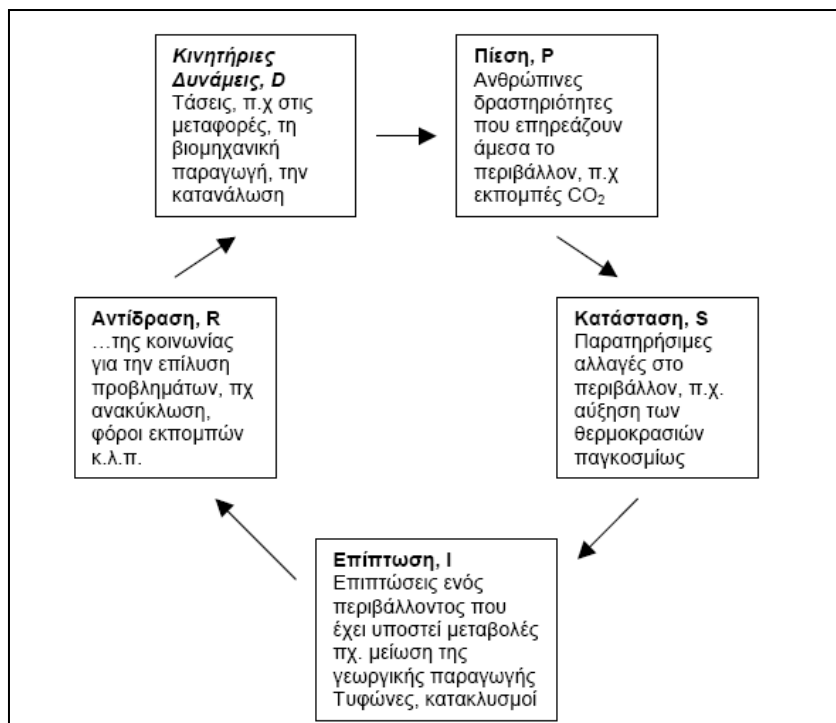 Κινητήριες
Δυνάμεις, D
Τάσεις, π.χ στις
μεταφορές, τη
βιομηχανική
παραγωγή, την
κατανάλωση
Πίεση, P
Ανθρώπινες
δραστηριότητες
που επηρεάζουν
άμεσα το
περιβάλλον, π.χ
εκπομπές CO₂
Κατάσταση, S
Παρατηρήσιμες
αλλαγές στο
περιβάλλον, π.χ.
αύξηση των
θερμοκρασιών
παγκοσμίως
Επίπτωση, I
Επιπτώσεις ενός
περιβάλλοντος που
έχει υποστεί μεταβολές
πχ. μείωση της
γεωργικής παραγωγής
Τυφώνες, κατακλυσμοί
Αντίδραση, R
…της κοινωνίας
για την επίλυση
προβλημάτων, πχ
ανακύκλωση,
φόροι εκπομπών
κ.λ.π.